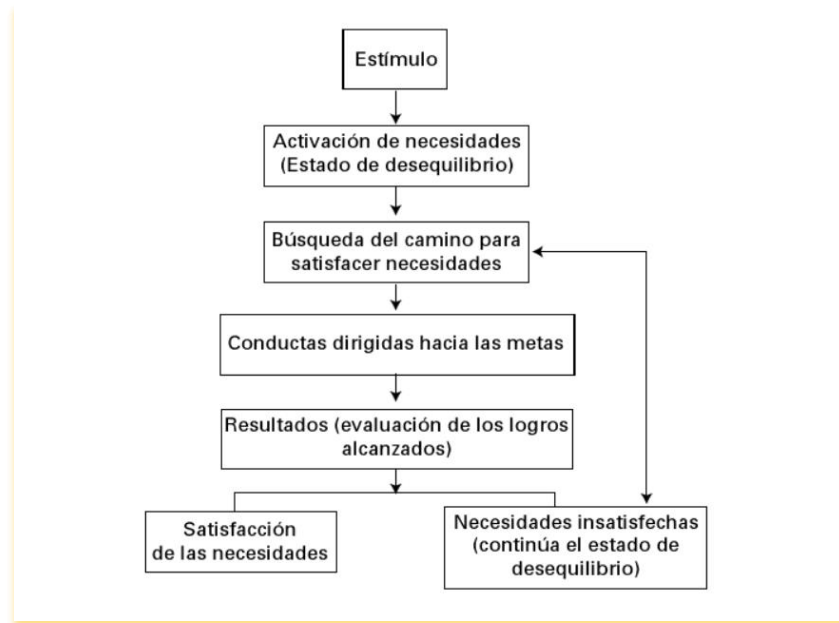 Estímulo
Activación de necesidades
(Estado de desequilibrio)
Búsqueda del camino para
satisfacer necesidades
Conductas dirigidas hacia las metas
Resultados (evaluación de los logros
alcanzados)
Satisfacción
de las necesidades
Necesidades insatisfechas
(continúa el estado de
desequilibrio)